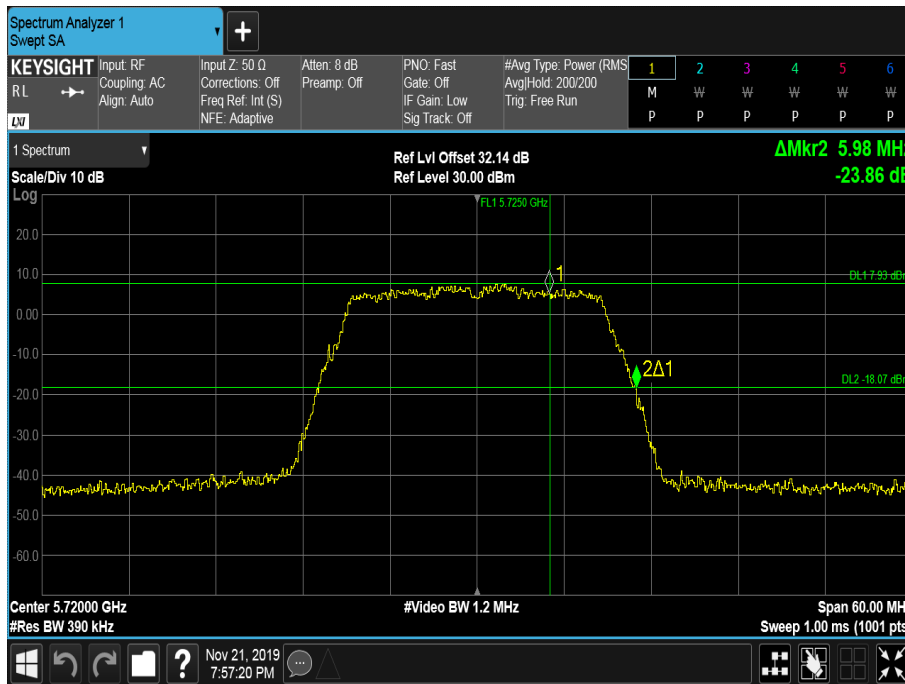 Spectrum Analyzer 1
Swept SA
+
KEYSIGHT
RL
LXI
Input: RF
Coupling: AC
Align: Auto
Input Z: 50 Ω
Corrections: Off
Freq Ref: Int (S)
NFE: Adaptive
Atten: 8 dB
Preamp: Off
PNO: Fast
Gate: Off
IF Gain: Low
Sig Track: Off
#Avg Type: Power (RMS
Avg|Hold: 200/200
Trig: Free Run
1 2 3 4 5 6
M W W W W W
P P P P P P
1 Spectrum
Scale/Div 10 dB
Ref Lvl Offset 32.14 dB
Ref Level 30.00 dBm
ΔMkr2 5.98 MHz
-23.86 dB
Log
FL1 5.7250 GHz
20.0
10.0
1
DL1 7.93 dBm
0.00
-10.0
2Δ1
DL2 -18.07 dBm
-20.0
-30.0
-40.0
-50.0
-60.0
Center 5.72000 GHz
#Video BW 1.2 MHz
Span 60.00 MHz
#Res BW 390 kHz
Sweep 1.00 ms (1001 pts
?
Nov 21, 2019
7:57:20 PM